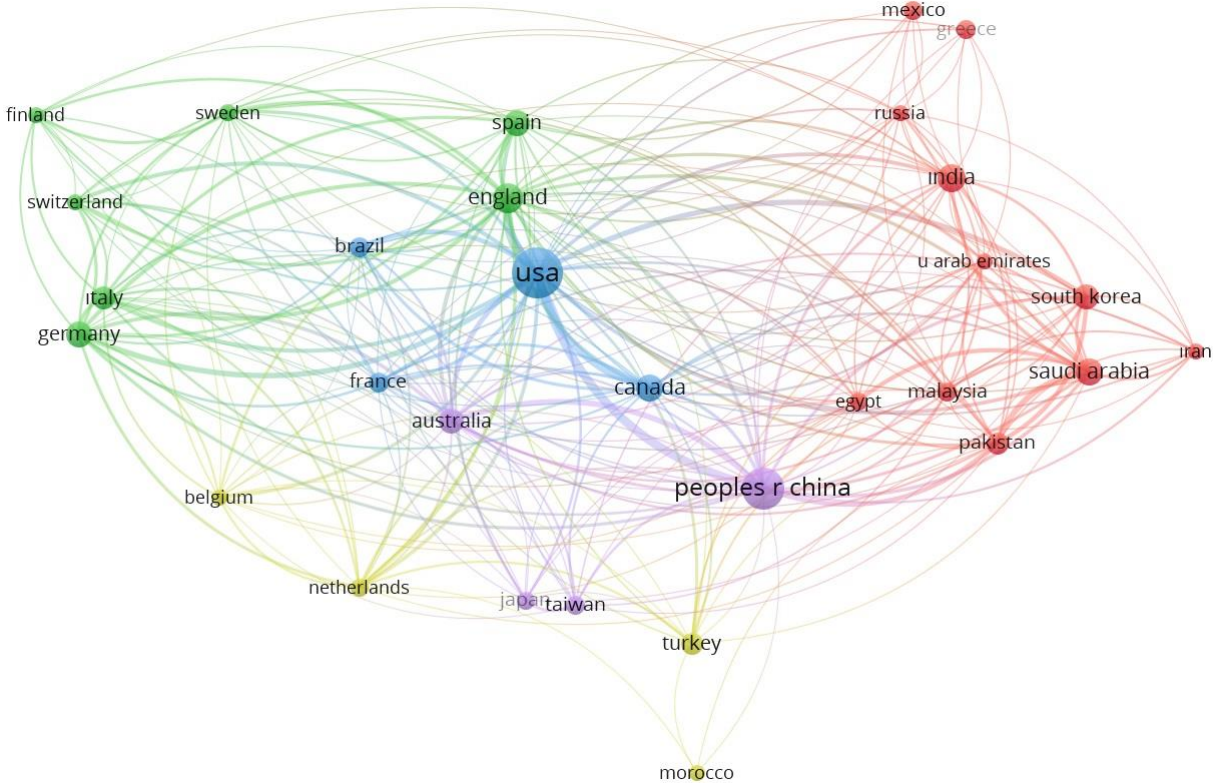 mexico
greece
finland
sweden
spain
russia
india
switzerland
england
brazil
u arab emirates
usa
italy
south korea
germany
iran
france
canada
saudi arabia
egypt
malaysia
australia
pakistan
peoples r china
belgium
netherlands
japan
taiwan
turkey
morocco